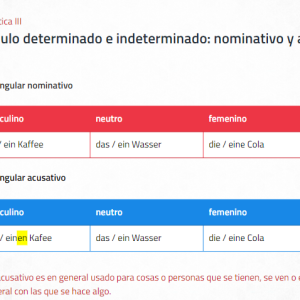 tica III
ulo determinado e indeterminado: nominativo y a
ngular nominativo
culino neutro femenino
/ ein Kaffee das / ein Wasser die / eine Cola
ngular acusativo
culino neutro femenino
/ einen Kafee das / ein Wasser die / eine Cola
cusativo es en general usado para cosas o personas que se tienen, se ven o
eral con las que se hace algo.